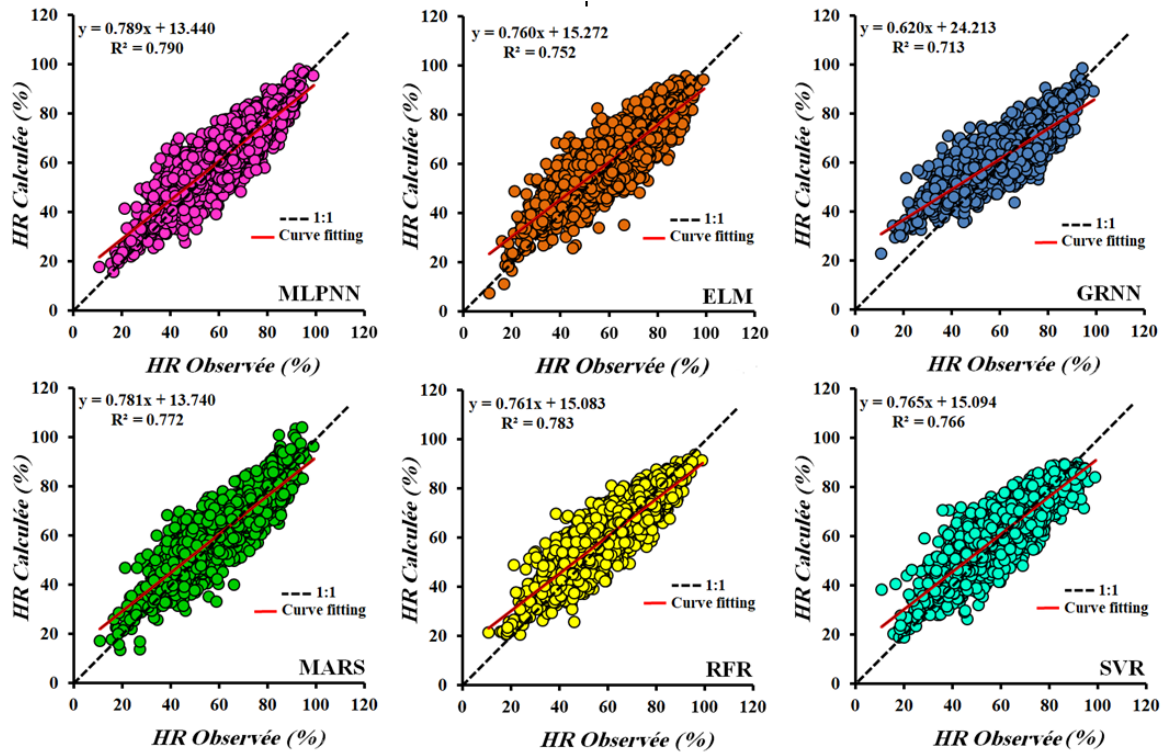 y = 0.789x + 13.440
R² = 0.790
120
100
80
60
40
20
0
HR Calculée (%)
1:1
Curve fitting
MLPNN
0 20 40 60 80 100 120
HR Observée (%)
y = 0.760x + 15.272
R² = 0.752
120
100
80
60
40
20
0
HR Calculée (%)
1:1
Curve fitting
ELM
0 20 40 60 80 100 120
HR Observée (%)
y = 0.620x + 24.213
R² = 0.713
120
100
80
60
40
20
0
HR Calculée (%)
1:1
Curve fitting
GRNN
0 20 40 60 80 100 120
HR Observée (%)
y = 0.781x + 13.740
R² = 0.772
120
100
80
60
40
20
0
HR Calculée (%)
1:1
Curve fitting
MARS
0 20 40 60 80 100 120
HR Observée (%)
y = 0.761x + 15.083
R² = 0.783
120
100
80
60
40
20
0
HR Calculée (%)
1:1
Curve fitting
RFR
0 20 40 60 80 100 120
HR Observée (%)
y = 0.765x + 15.094
R² = 0.766
120
100
80
60
40
20
0
HR Calculée (%)
1:1
Curve fitting
SVR
0 20 40 60 80 100 120
HR Observée (%)